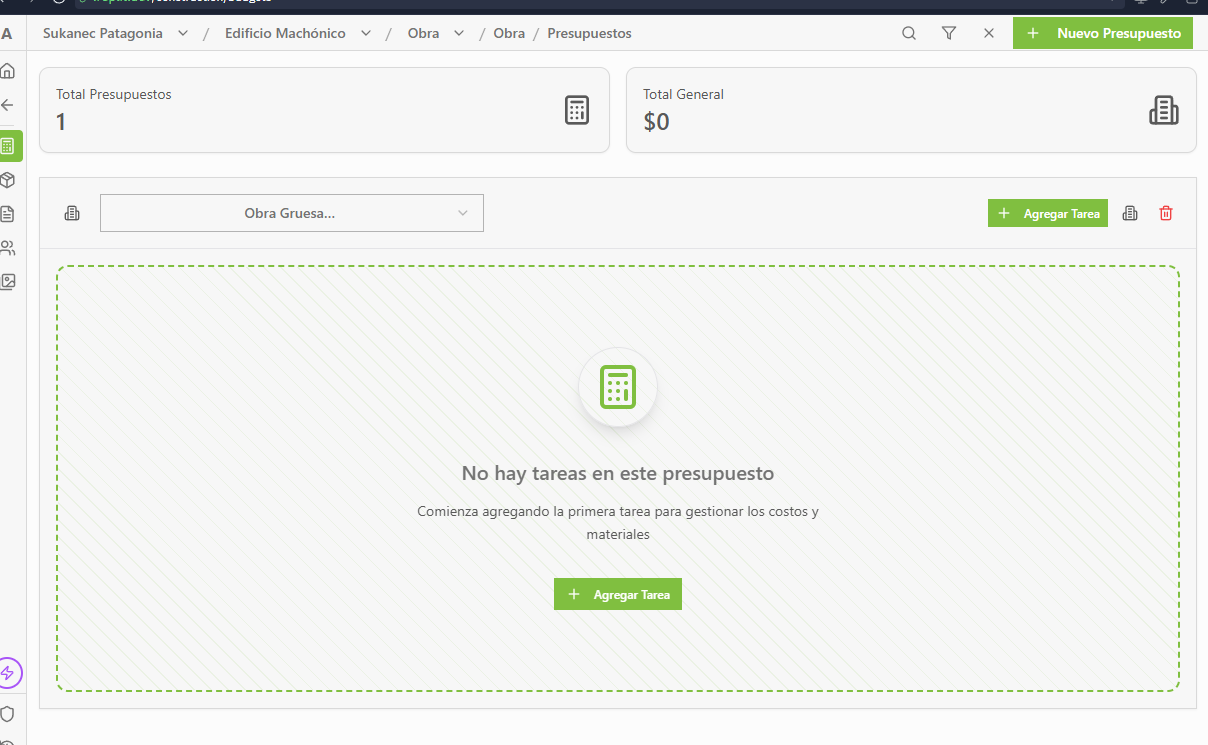 A Sukanec Patagonia / Edificio Machónico / Obra / Obra / Presupuestos + Nuevo Presupuesto
Total Presupuestos
1
Total General
$0
Obra Gruesa...
+ Agregar Tarea
No hay tareas en este presupuesto
Comienza agregando la primera tarea para gestionar los costos y
materiales
+ Agregar Tarea